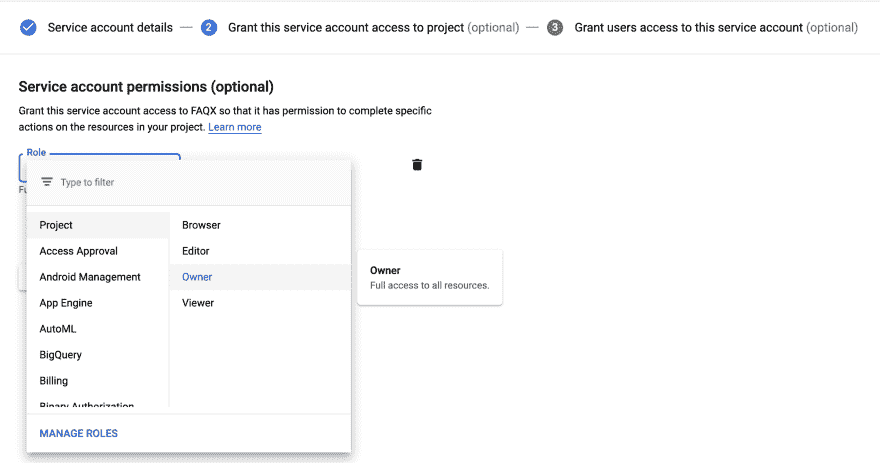 Service account details — 2 Grant this service account access to project (optional) — 3 Grant users access to this service account (optional)
Service account permissions (optional)
Grant this service account access to FAQX so that it has permission to complete specific
actions on the resources in your project. Learn more
Role
Type to filter
Project
Access Approval
Android Management
App Engine
AutoML
BigQuery
Billing
Binary Authorization
Browser
Editor
Owner
Viewer
Owner
Full access to all resources.
MANAGE ROLES